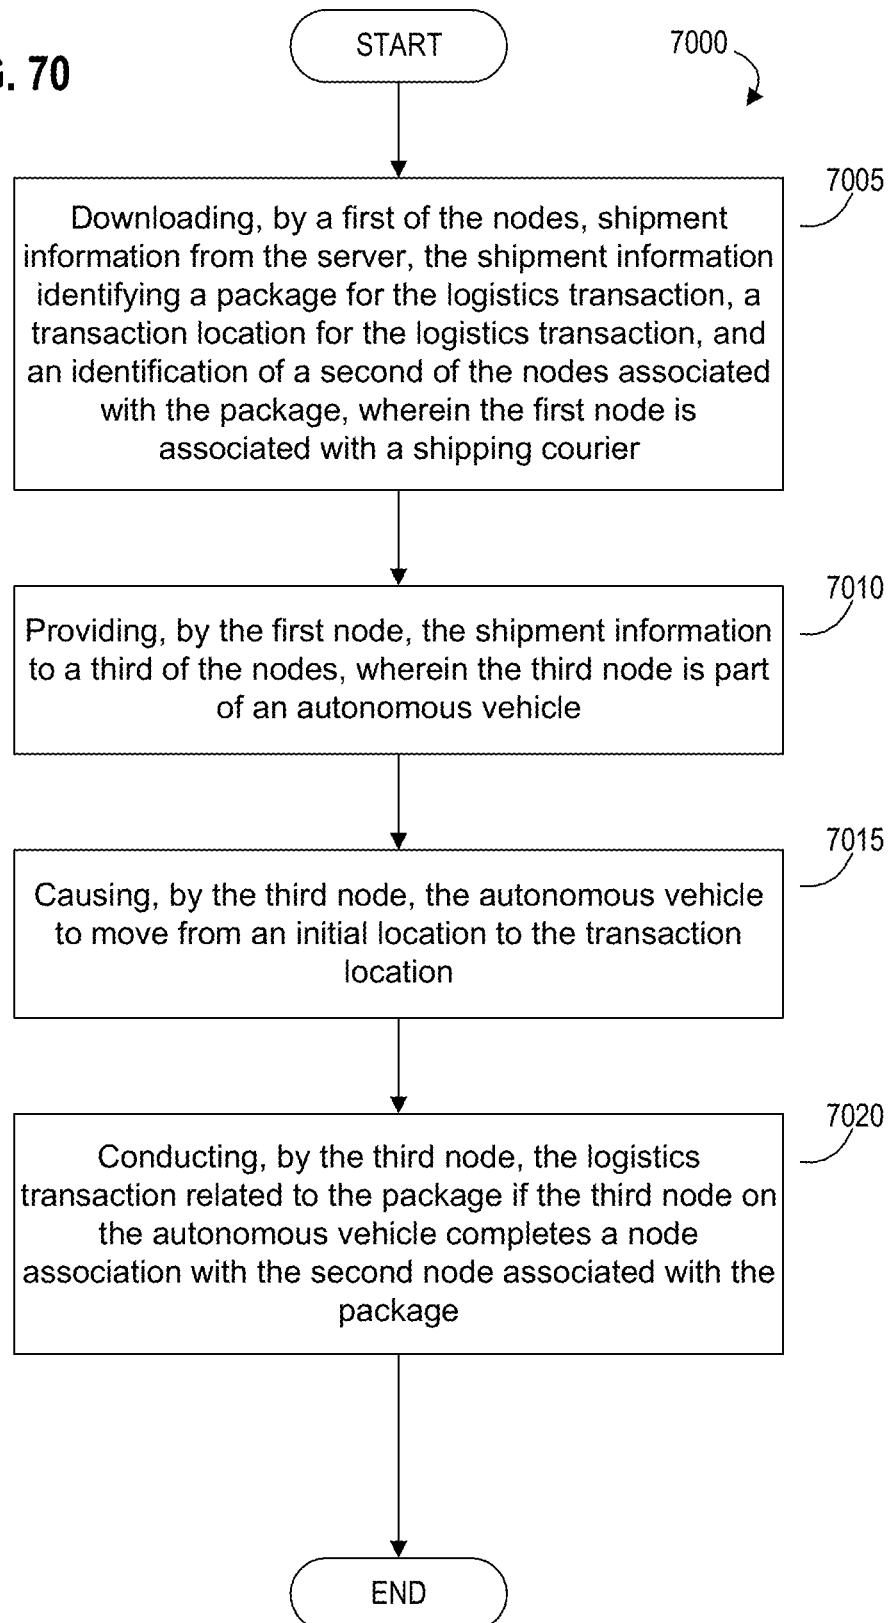 START
7000
. 70
7005
Downloading, by a first of the nodes, shipment
information from the server, the shipment information
identifying a package for the logistics transaction, a
transaction location for the logistics transaction, and
an identification of a second of the nodes associated
with the package, wherein the first node is
associated with a shipping courier
7010
Providing, by the first node, the shipment information
to a third of the nodes, wherein the third node is part
of an autonomous vehicle
7015
Causing, by the third node, the autonomous vehicle
to move from an initial location to the transaction
location
7020
Conducting, by the third node, the logistics
transaction related to the package if the third node on
the autonomous vehicle completes a node
association with the second node associated with the
package
END